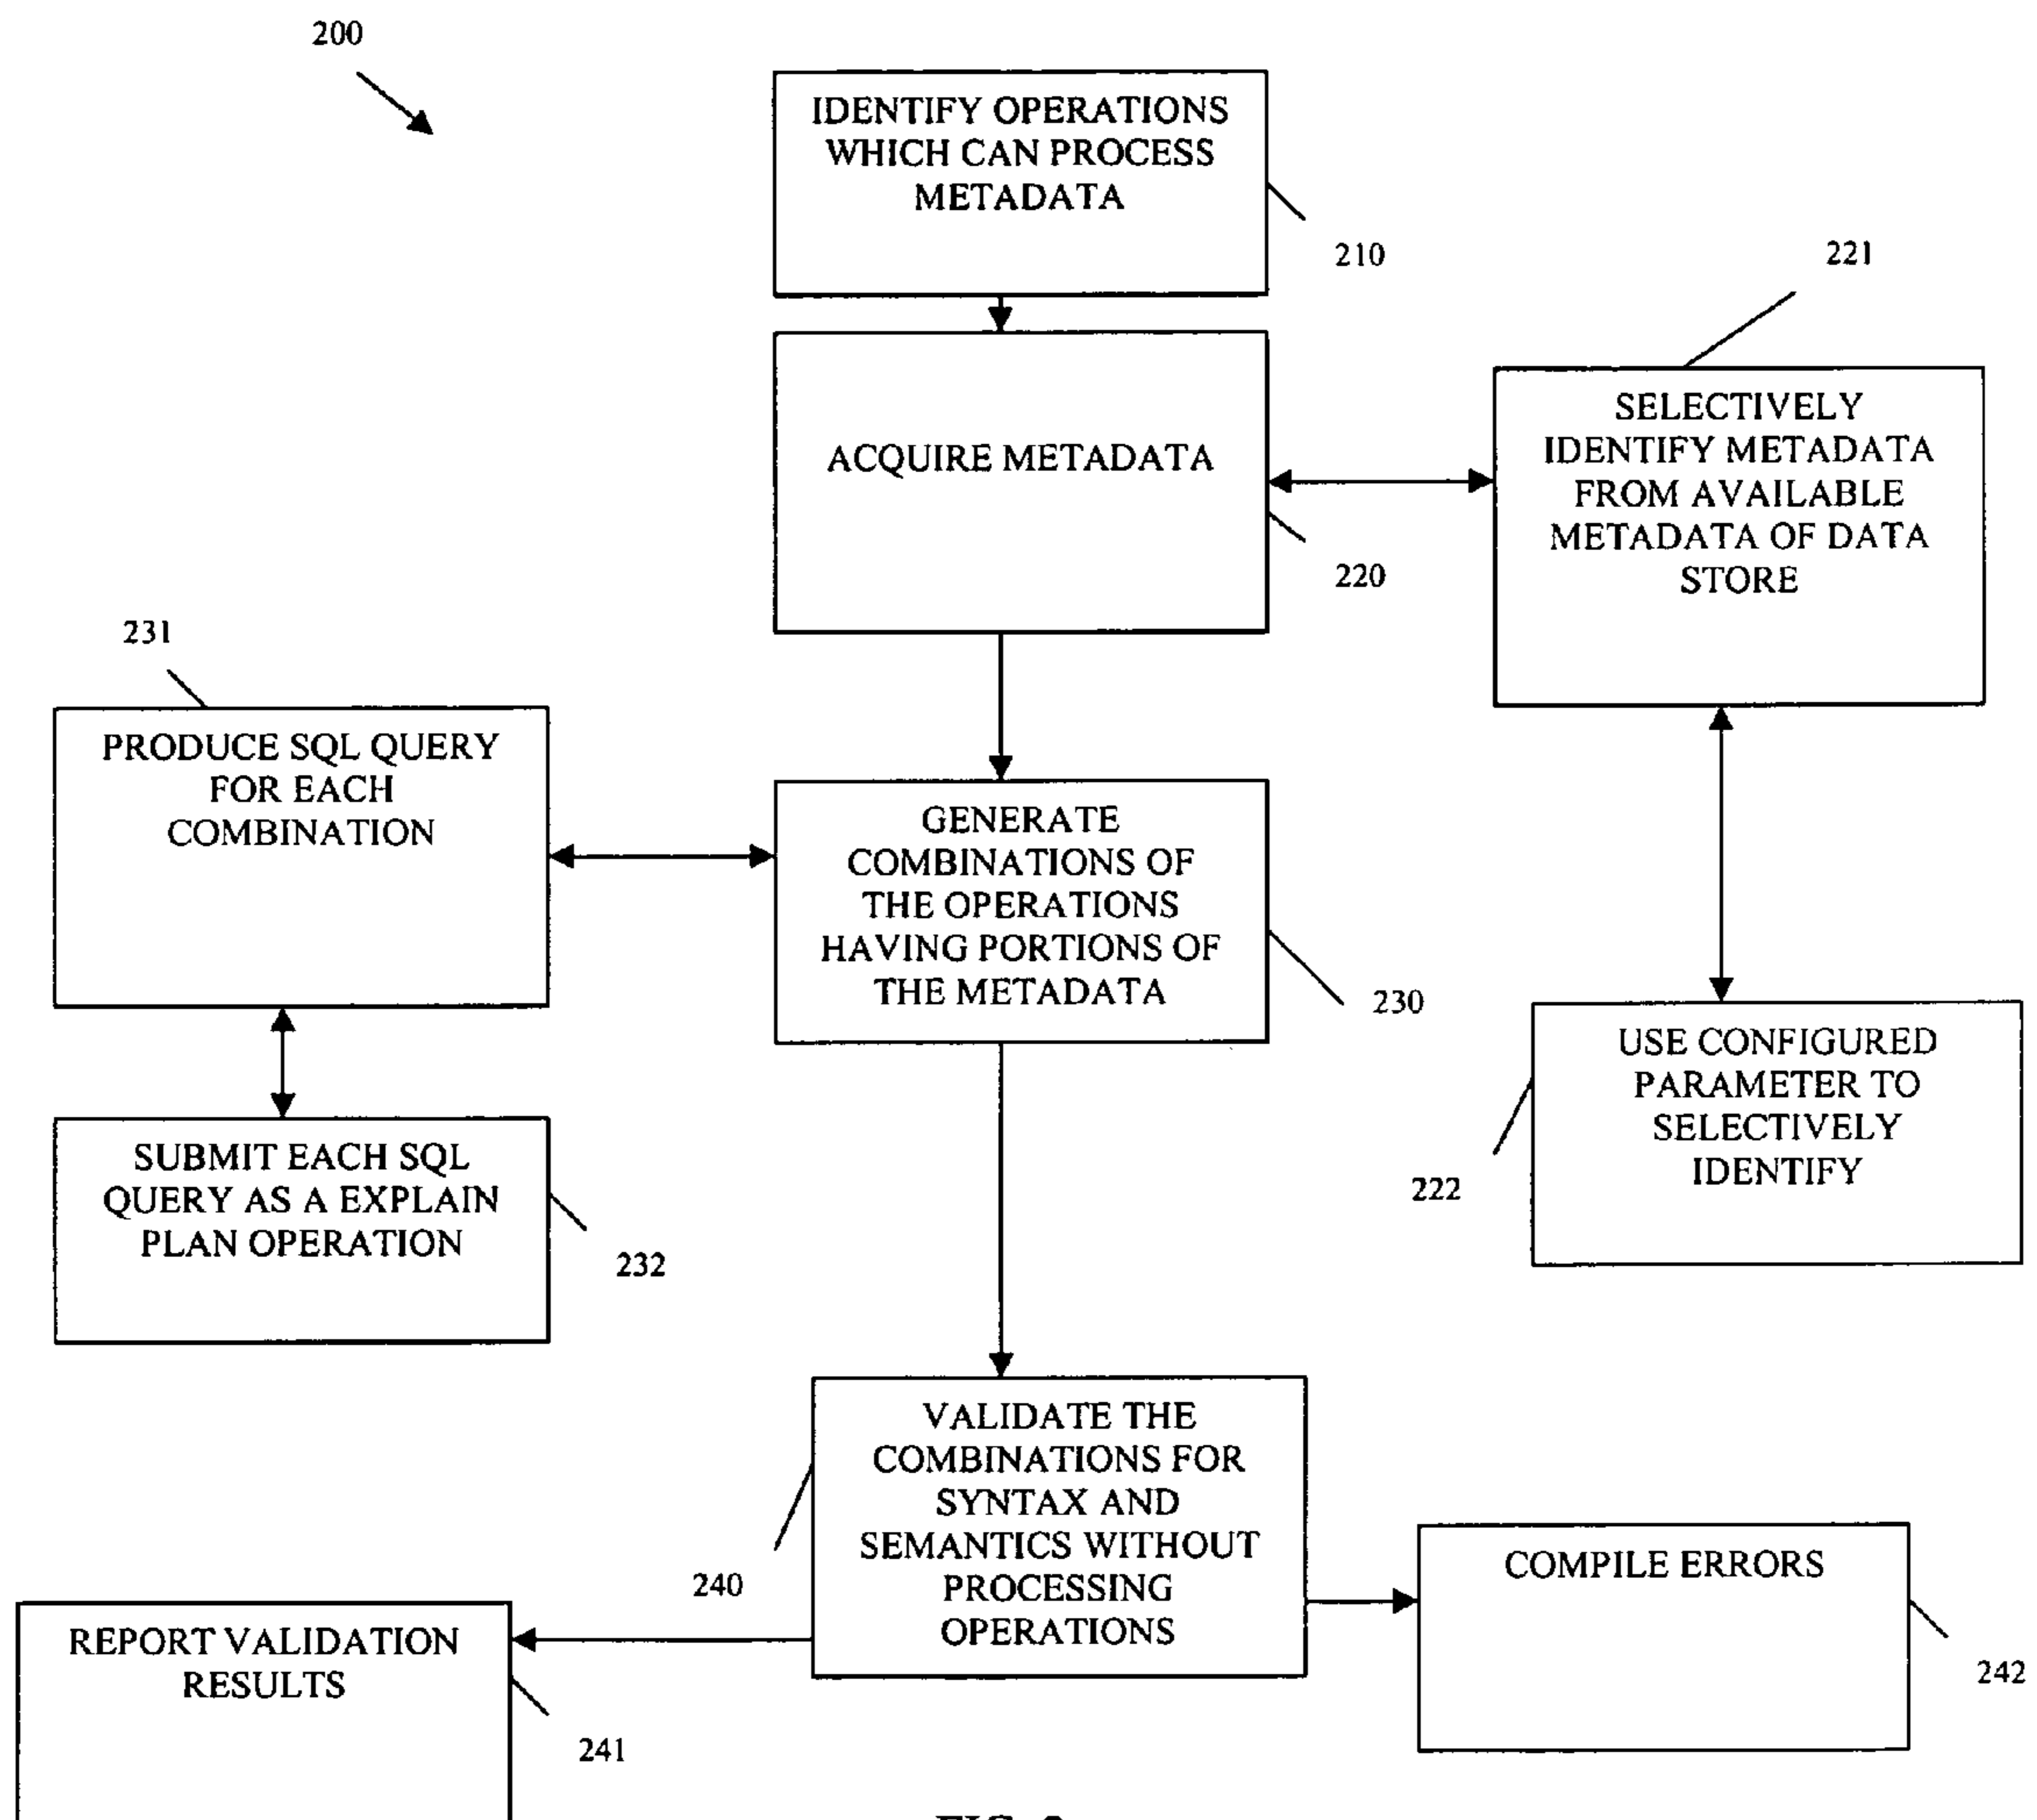 200
IDENTIFY OPERATIONS
WHICH CAN PROCESS
METADATA
210
221
ACQUIRE METADATA
220
SELECTIVELY
IDENTIFY METADATA
FROM AVAILABLE
METADATA OF DATA
STORE
231
PRODUCE SQL QUERY
FOR EACH
COMBINATION
GENERATE
COMBINATIONS OF
THE OPERATIONS
HAVING PORTIONS OF
THE METADATA
230
USE CONFIGURED
PARAMETER TO
SELECTIVELY
IDENTIFY
222
SUBMIT EACH SQL
QUERY AS A EXPLAIN
PLAN OPERATION
232
VALIDATE THE
COMBINATIONS FOR
SYNTAX AND
SEMANTICS WITHOUT
PROCESSING
OPERATIONS
240
COMPILE ERRORS
242
REPORT VALIDATION
RESULTS
241